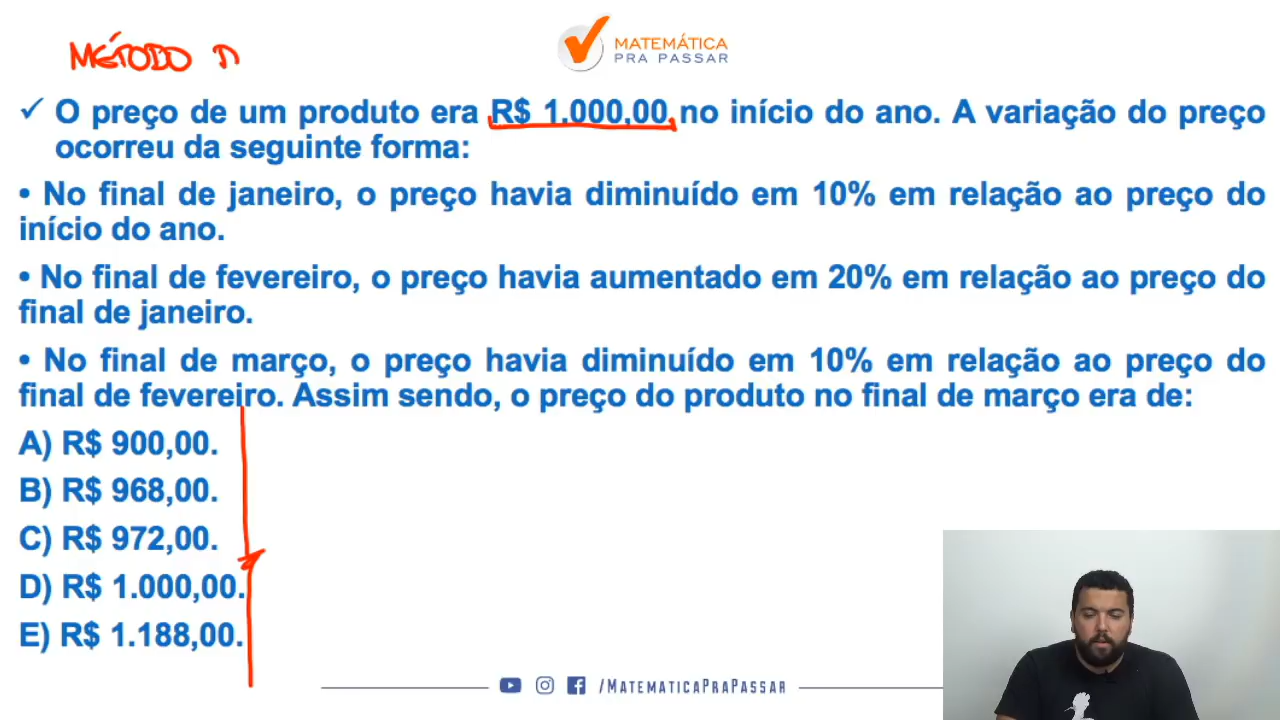 MATEMÁTICA
PRA PASSAR
MÉTODO
✓ O preço de um produto era R$ 1.000,00, no início do ano. A variação do preço
ocorreu da seguinte forma:
• No final de janeiro, o preço havia diminuído em 10% em relação ao preço do
início do ano.
• No final de fevereiro, o preço havia aumentado em 20% em relação ao preço do
final de janeiro.
• No final de março, o preço havia diminuído em 10% em relação ao preço do
final de fevereiro. Assim sendo, o preço do produto no final de março era de:
A) R$ 900,00.
B) R$ 968,00.
C) R$ 972,00.
D) R$ 1.000,00.
E) R$ 1.188,00.
/MATEMATICAPRAPASSAR